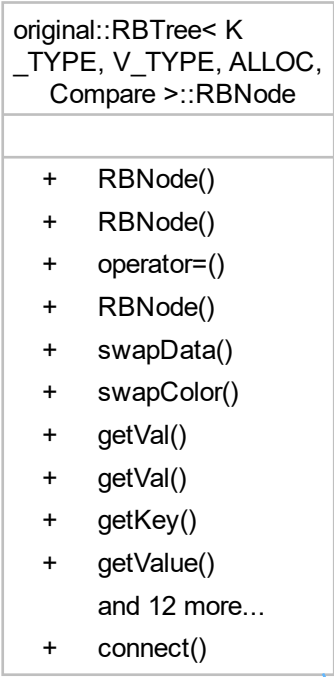 original::RBTree< K
_TYPE, V_TYPE, ALLOC,
Compare >::RBNode
+ RBNode()
+ RBNode()
+ operator=()
+ RBNode()
+ swapData()
+ swapColor()
+ getVal()
+ getVal()
+ getKey()
+ getValue()
and 12 more...
+ connect()